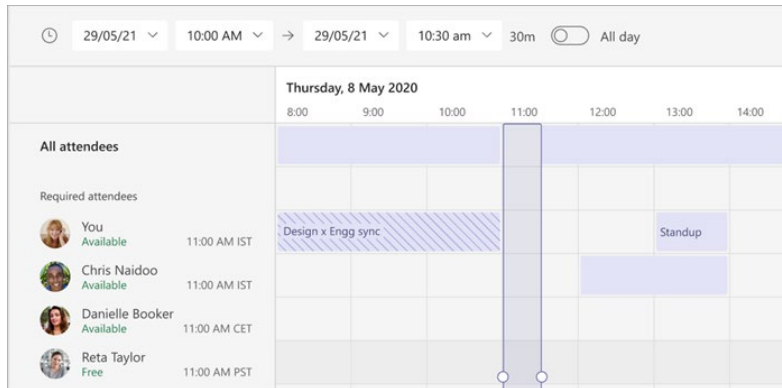 29/05/21 10:00 AM → 29/05/21 10:30 am 30m All day
Thursday, 8 May 2020
8:00 9:00 10:00 11:00 12:00 13:00 14:00
All attendees
Required attendees
You
Available 11:00 AM IST
Design x Engg sync
Standup
Chris Naidoo
Available 11:00 AM IST
Danielle Booker
Available 11:00 AM CET
Reta Taylor
Free 11:00 AM PST